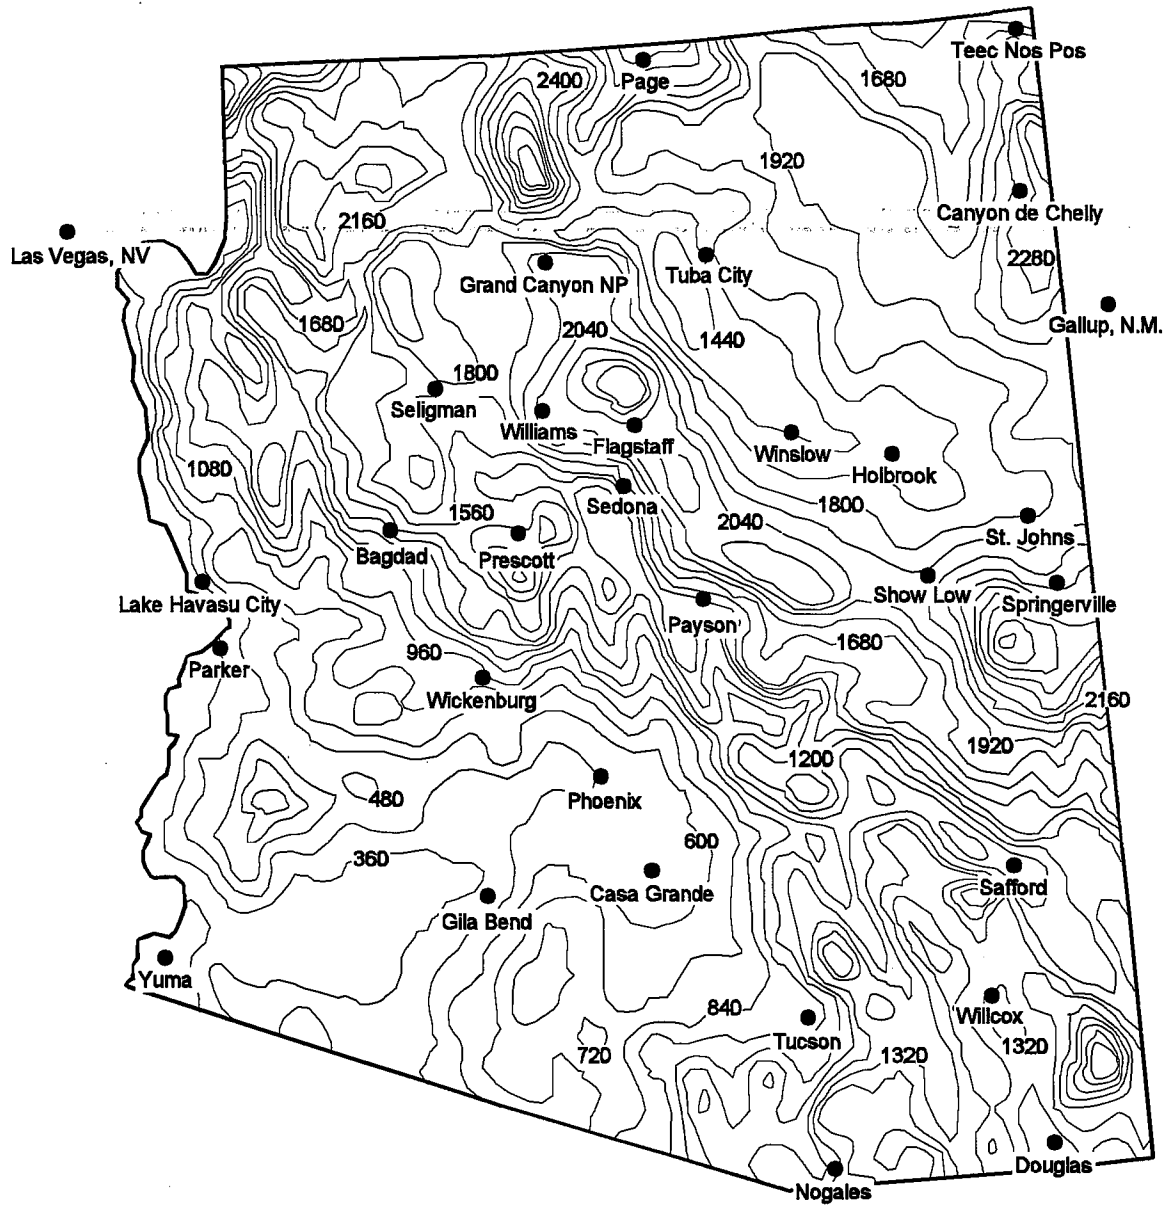 Teec Nos Pos
2400
Page
1680
1920
Canyon de Chelly
2160
Las Vegas, NV
Grand Canyon NP
Tuba City
2280
1680
2040
1440
Gallup, N.M.
1800
Seligman
Williams
Flagstaff
Winslow
Holbrook
1080
1560
Sedona
2040
1800
Bagdad
Prescott
St. Johns
Lake Havasu City
Show Low
Springerville
Payson
960
1680
Parker
Wickenburg
2160
1920
1200
480
Phoenix
600
360
Casa Grande
Safford
Gila Bend
Yuma
840
Willcox
Tucson
720
1320
1320
Douglas
Nogales